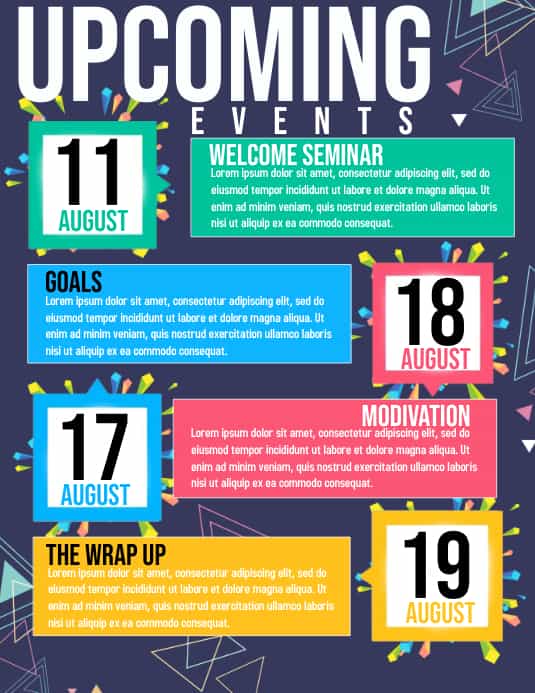 UPCOMING
EVENTS
11
AUGUST
WELCOME SEMINAR
Lorem ipsum dolor sit amet, consectetur adipiscing elit, sed do
eiusmod tempor incididunt ut labore et dolore magna aliqua. Ut
enim ad minim veniam, quis nostrud exercitation ullamco veniam
nisi ut aliquip ex ea commodo consequat.
GOALS
Lorem ipsum dolor sit amet, consectetur adipiscing elit, sed do
eiusmod tempor incididunt ut labore et dolore magna aliqua. Ut
enim ad minim veniam, quis nostrud exercitation ullamco veniam
nisi ut aliquip ex ea commodo consequat.
18
AUGUST
17
AUGUST
MODIVATION
Lorem ipsum dolor sit amet, consectetur adipiscing elit, sed do
eiusmod tempor incididunt ut labore et dolore magna aliqua. Ut
enim ad minim veniam, quis nostrud exercitation ullamco veniam
nisi ut aliquip ex ea commodo consequat.
THE WRAP UP
Lorem ipsum dolor sit amet, consectetur adipiscing elit, sed do
eiusmod tempor incididunt ut labore et dolore magna aliqua. Ut
enim ad minim veniam, quis nostrud exercitation ullamco veniam
nisi ut aliquip ex ea commodo consequat.
19
AUGUST